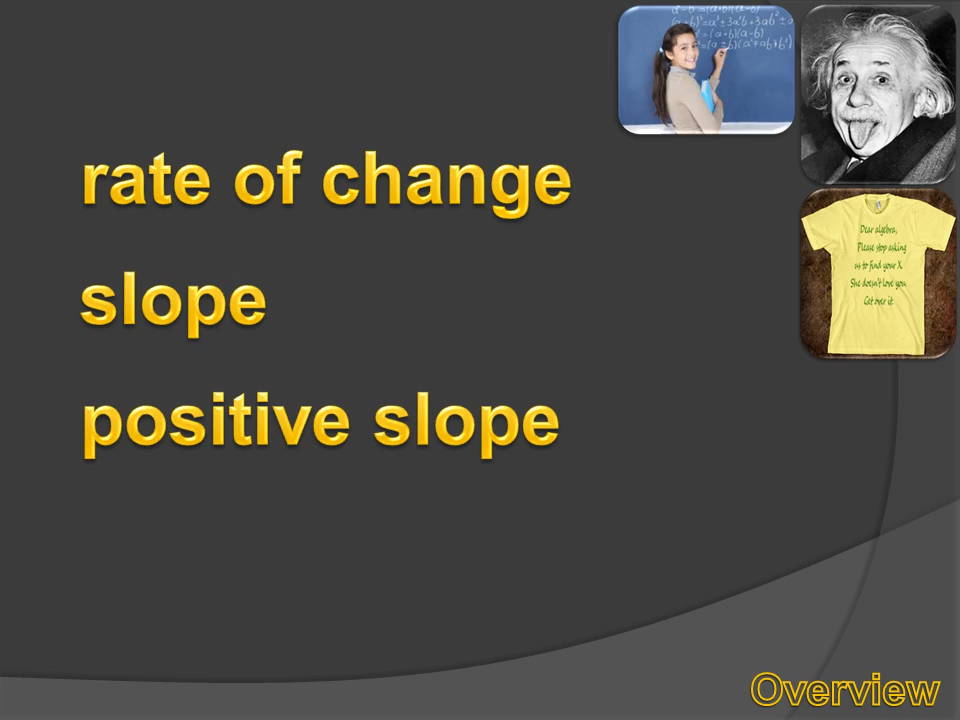 rate of change
slope
positive slope
Dear algebra,
Please stop asking
us to find your X.
She doesn't love you.
Get over it
Overview